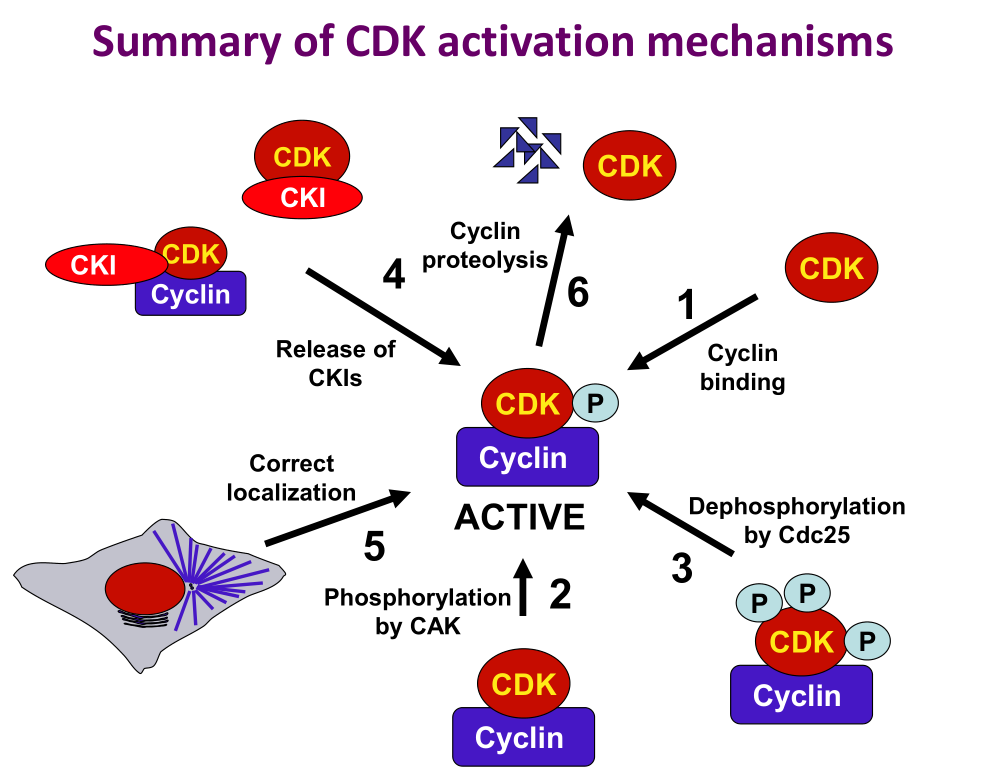 Summary of CDK activation mechanisms
CDK
CKI
CKI
CDK
Cyclin
4
Release of
CKIs
CDK
Cyclin
proteolysis
6
CDK
1
Cyclin
binding
CDK
P
Cyclin
ACTIVE
Correct
localization
5
Phosphorylation
by CAK
2
CDK
Cyclin
Dephosphorylation
by Cdc25
3
P
P
CDK
P
Cyclin